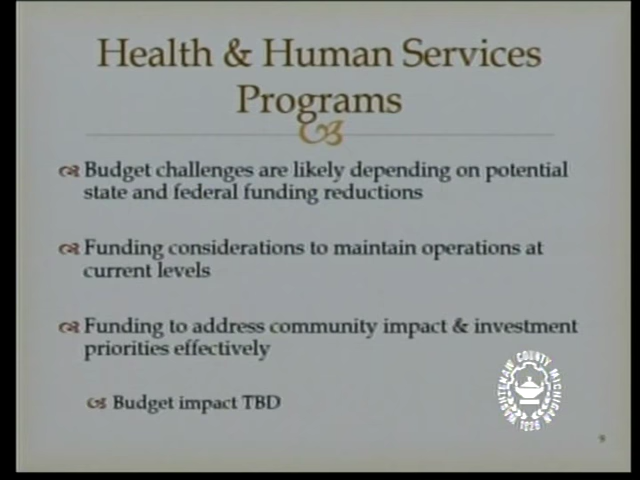 Health & Human Services
Programs
Budget challenges are likely depending on potential
state and federal funding reductions
Funding considerations to maintain operations at
current levels
Funding to address community impact & investment
priorities effectively
Budget impact TBD
WASHTENAW COUNTY MICHIGAN
1826
9